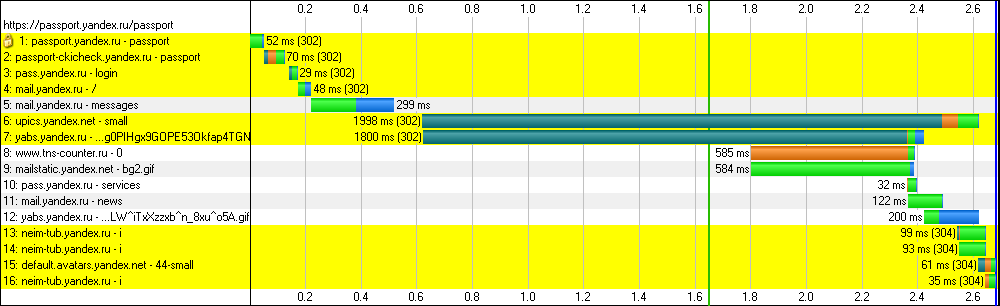 https://passport.yandex.ru/passport
0.2 0.4 0.6 0.8 1.0 1.2 1.4 1.6 1.8 2.0 2.2 2.4 2.6
1: passport.yandex.ru - passport 52 ms (302)
2: passport-ckicheck.yandex.ru - passport 70 ms (302)
3: pass.yandex.ru - login 29 ms (302)
4: mail.yandex.ru - / 48 ms (302)
5: mail.yandex.ru - messages 299 ms
6: upics.yandex.net - small 1998 ms (302)
7: yabs.yandex.ru - ...g0PIHgx9GOPE53Okfap4TGN 1800 ms (302)
8: www.tns-counter.ru - 0 585 ms
9: mailstatic.yandex.net - bg2.gif 584 ms
10: pass.yandex.ru - services 32 ms
11: mail.yandex.ru - news 122 ms
12: yabs.yandex.ru - ...LW^iTxXzzxb^n_8xu^o5A.gif 200 ms
13: neim-tub.yandex.ru - i 99 ms (304)
14: neim-tub.yandex.ru - i 93 ms (304)
15: default.avatars.yandex.net - 44-small 61 ms (304)
16: neim-tub.yandex.ru - i 35 ms (304)
0.2 0.4 0.6 0.8 1.0 1.2 1.4 1.6 1.8 2.0 2.2 2.4 2.6